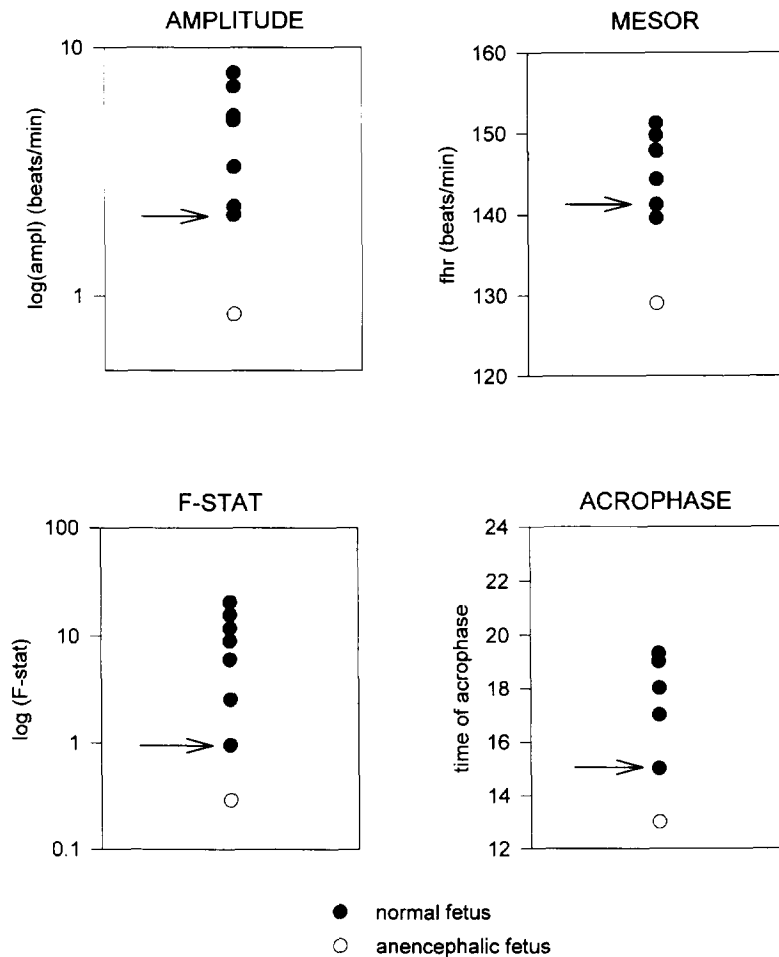 AMPLITUDE
10
1
log(ampl) (beats/min)
MESOR
160
150
140
130
120
fhr (beats/min)
F-STAT
100
10
1
0.1
log (F-stat)
ACROPHASE
24
22
20
18
16
14
12
time of acrophase
normal fetus
anencephalic fetus